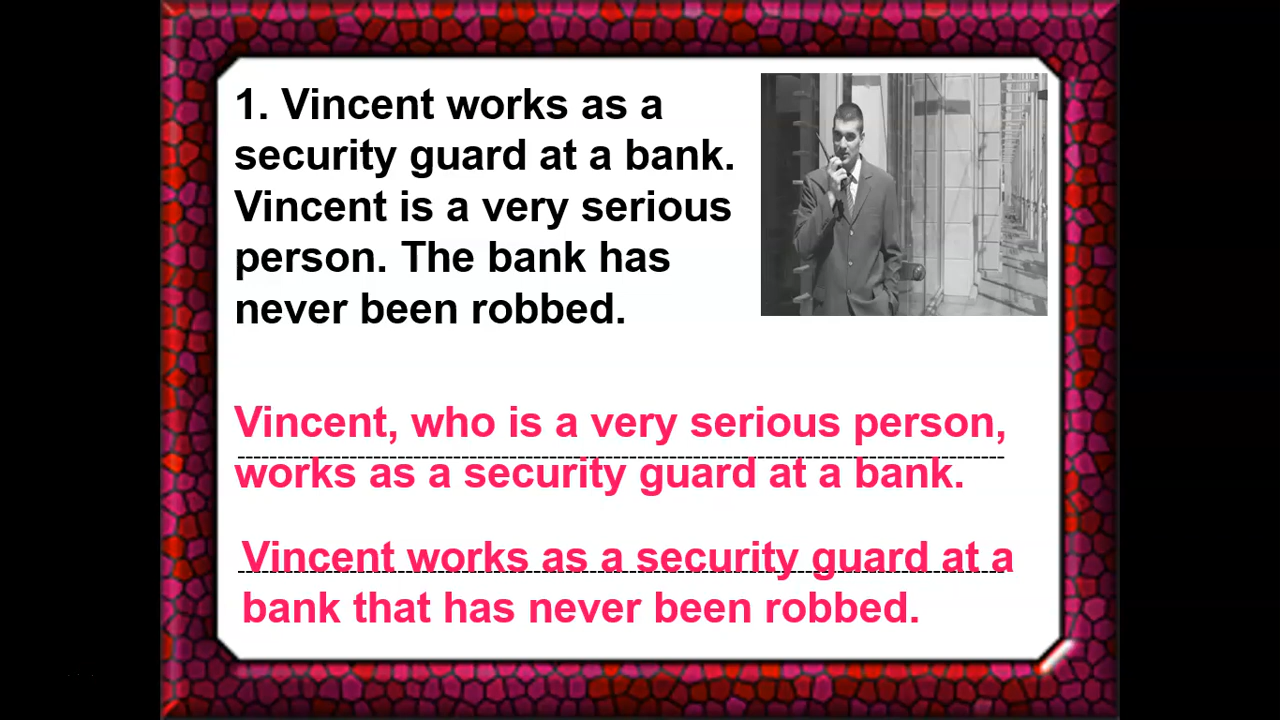 1. Vincent works as a
security guard at a bank.
Vincent is a very serious
person. The bank has
never been robbed.
Vincent, who is a very serious person,
works as a security guard at a bank.
Vincent works as a security guard at a
bank that has never been robbed.